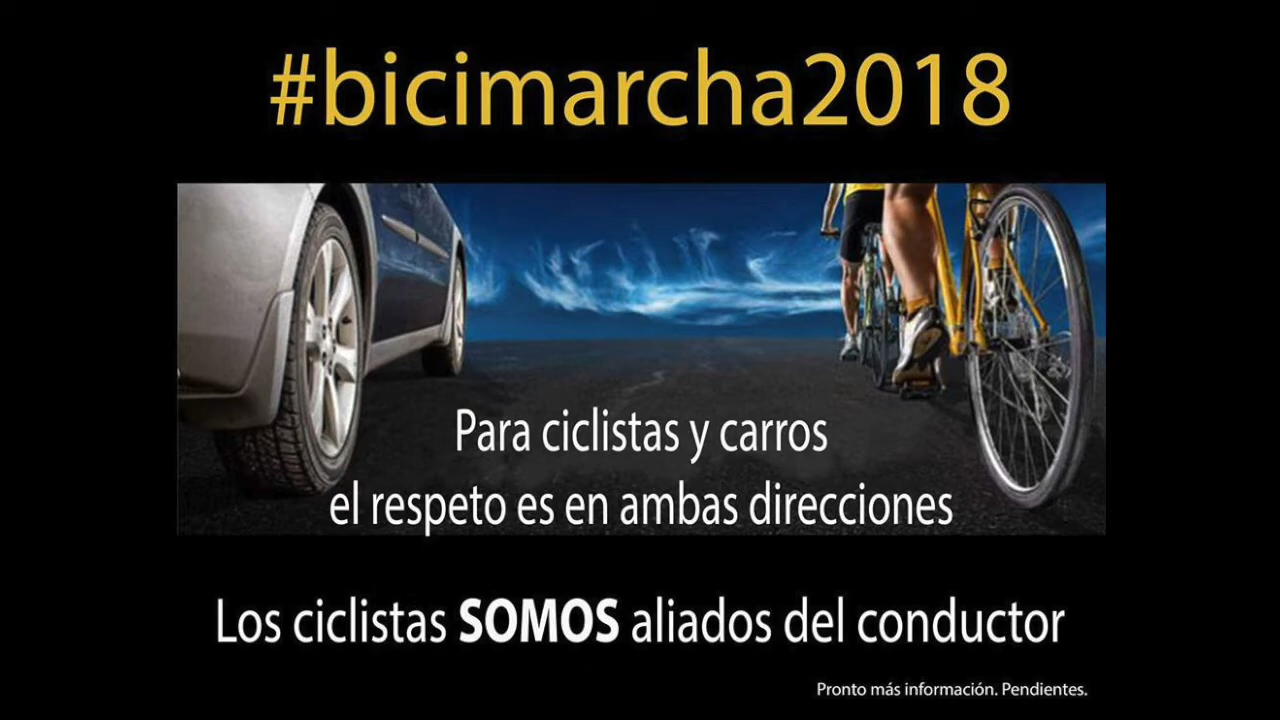 #bicimarcha2018
Para ciclistas y carros
el respeto es en ambas direcciones
Los ciclistas SOMOS aliados del conductor
Pronto más información. Pendientes.